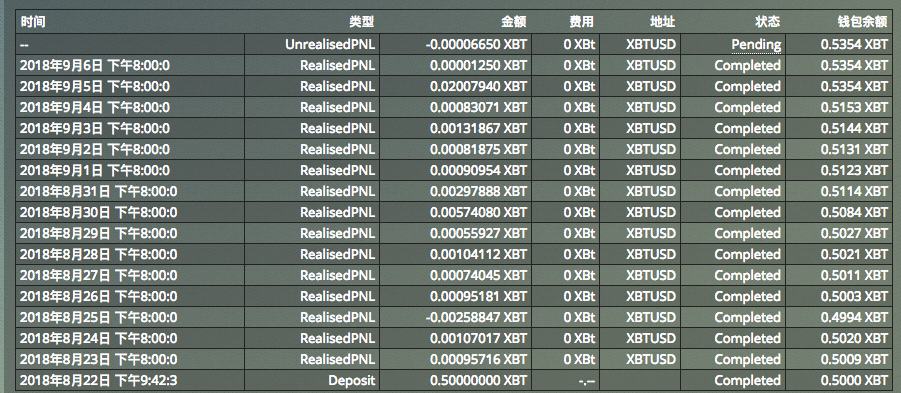 时间 类型 金额 费用 地址 状态 钱包余额
-- UnrealisedPNL -0.00006650 XBT 0 XBt XBTUSD Pending 0.5354 XBT
2018年9月6日 下午8:00:0 RealisedPNL 0.00001250 XBT 0 XBt XBTUSD Completed 0.5354 XBT
2018年9月5日 下午8:00:0 RealisedPNL 0.02007940 XBT 0 XBt XBTUSD Completed 0.5354 XBT
2018年9月4日 下午8:00:0 RealisedPNL 0.00083071 XBT 0 XBt XBTUSD Completed 0.5153 XBT
2018年9月3日 下午8:00:0 RealisedPNL 0.00131867 XBT 0 XBt XBTUSD Completed 0.5144 XBT
2018年9月2日 下午8:00:0 RealisedPNL 0.00081875 XBT 0 XBt XBTUSD Completed 0.5131 XBT
2018年9月1日 下午8:00:0 RealisedPNL 0.00090954 XBT 0 XBt XBTUSD Completed 0.5123 XBT
2018年8月31日 下午8:00:0 RealisedPNL 0.00297888 XBT 0 XBt XBTUSD Completed 0.5114 XBT
2018年8月30日 下午8:00:0 RealisedPNL 0.00574080 XBT 0 XBt XBTUSD Completed 0.5084 XBT
2018年8月29日 下午8:00:0 RealisedPNL 0.00055927 XBT 0 XBt XBTUSD Completed 0.5027 XBT
2018年8月28日 下午8:00:0 RealisedPNL 0.00104112 XBT 0 XBt XBTUSD Completed 0.5021 XBT
2018年8月27日 下午8:00:0 RealisedPNL 0.00074045 XBT 0 XBt XBTUSD Completed 0.5011 XBT
2018年8月26日 下午8:00:0 RealisedPNL 0.00095181 XBT 0 XBt XBTUSD Completed 0.5003 XBT
2018年8月25日 下午8:00:0 RealisedPNL -0.00258847 XBT 0 XBt XBTUSD Completed 0.4994 XBT
2018年8月24日 下午8:00:0 RealisedPNL 0.00107017 XBT 0 XBt XBTUSD Completed 0.5020 XBT
2018年8月23日 下午8:00:0 RealisedPNL 0.00095716 XBT 0 XBt XBTUSD Completed 0.5009 XBT
2018年8月22日 下午9:42:3 Deposit 0.50000000 XBT -.-- Completed 0.5000 XBT